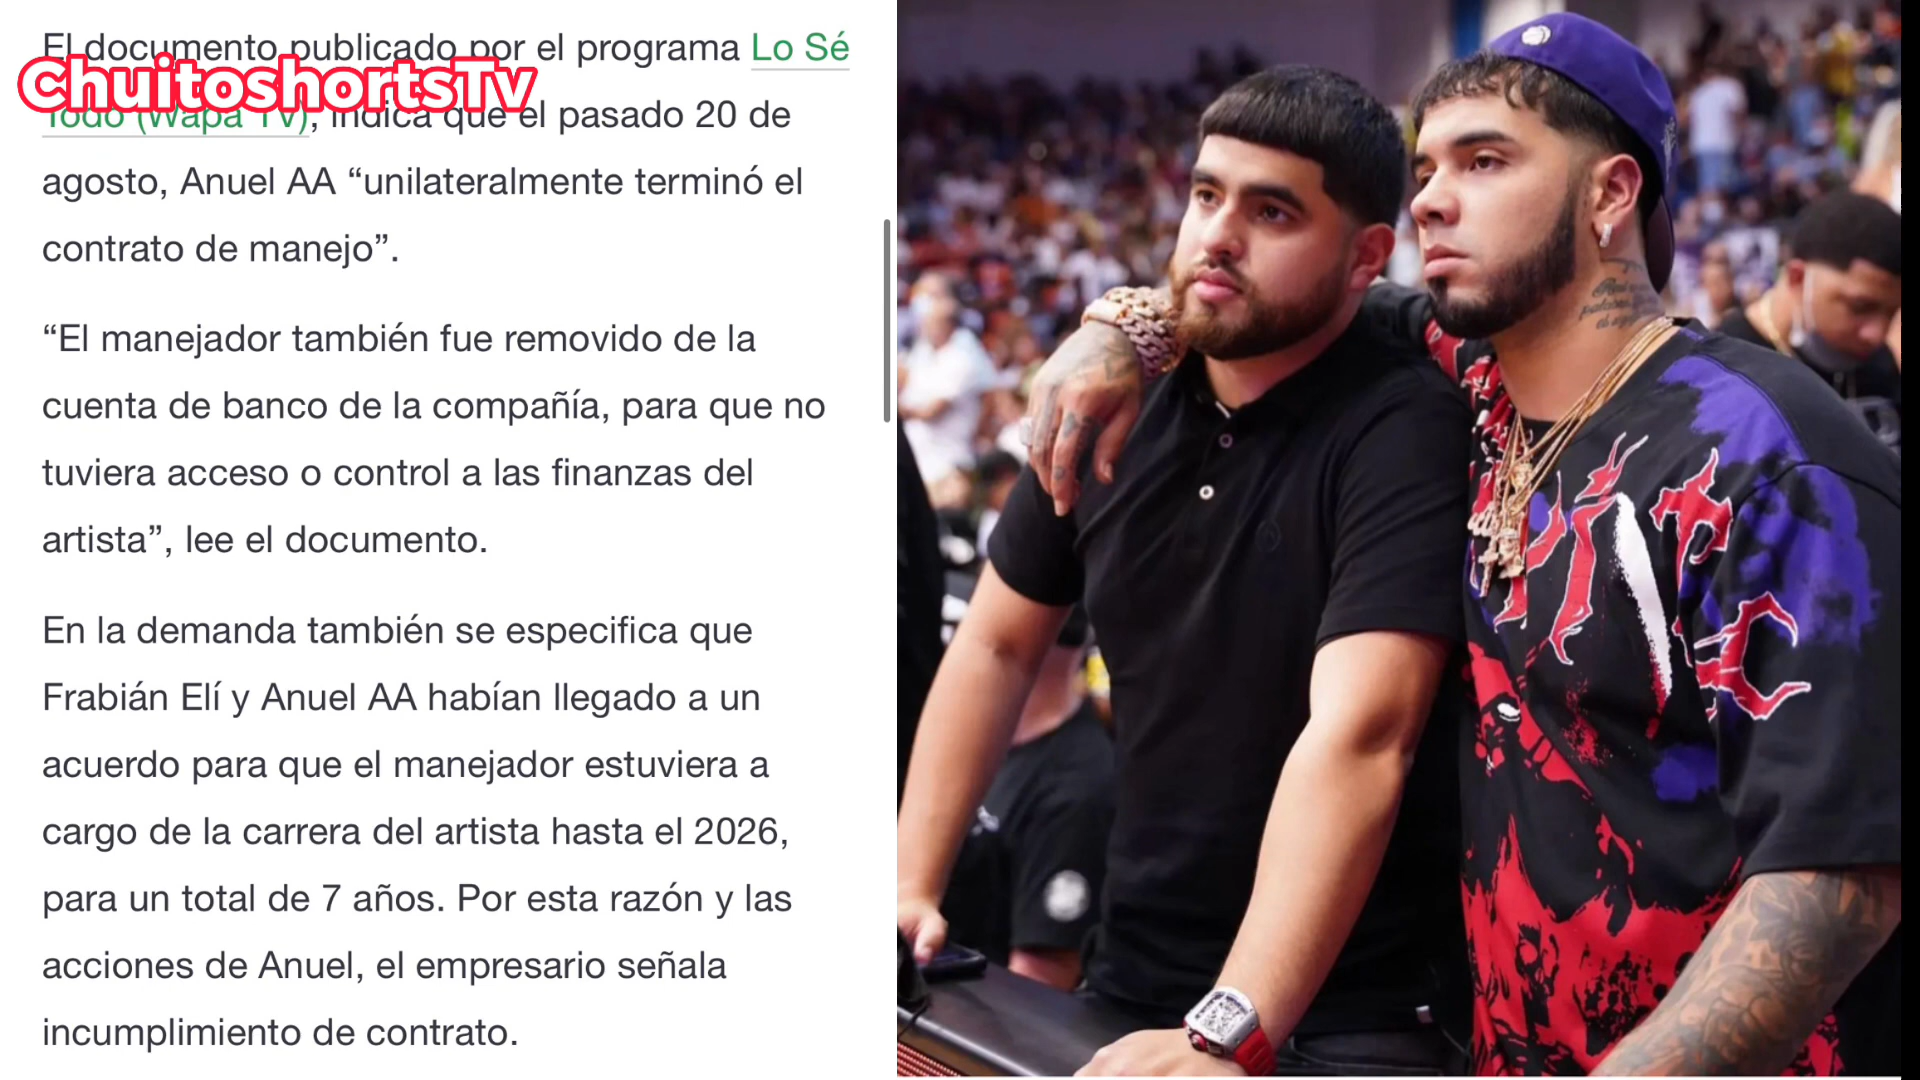 El documento publicado por el programa Lo Sé
ChuitoshortsTv
Todo (Wapa TV), indica que el pasado 20 de
agosto, Anuel AA “unilateralmente terminó el
contrato de manejo”.
“El manejador también fue removido de la
cuenta de banco de la compañía, para que no
tuviera acceso o control a las finanzas del
artista”, lee el documento.
En la demanda también se especifica que
Frabián Elí y Anuel AA habían llegado a un
acuerdo para que el manejador estuviera a
cargo de la carrera del artista hasta el 2026,
para un total de 7 años. Por esta razón y las
acciones de Anuel, el empresario señala
incumplimiento de contrato.